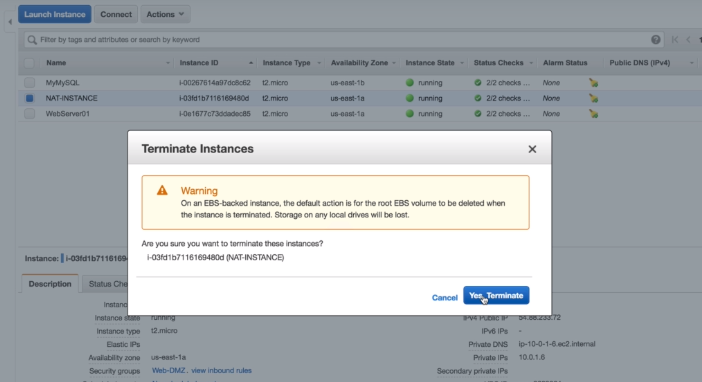 Launch Instance Connect Actions
Filter by tags and attributes or search by keyword
Name Instance ID Instance Type Availability Zone Instance State Status Checks Alarm Status Public DNS (IPv4)
MyMySQL i-00267614a97dc8c62 t2.micro us-east-1b running 2/2 checks ... None
NAT-INSTANCE i-03fd1b7116169480d t2.micro us-east-1a running 2/2 checks ... None
WebServer01 i-0e1677c73ddadec85 t2.micro us-east-1a running 2/2 checks ... None
Terminate Instances
Warning
On an EBS-backed instance, the default action is for the root EBS volume to be deleted when
the instance is terminated. Storage on any local drives will be lost.
Are you sure you want to terminate these instances?
i-03fd1b7116169480d (NAT-INSTANCE)
Cancel Yes, Terminate
Instance: i-03fd1b7116169
Description Status Che
Instance state running IPv4 Public IP 54.88.233.72
Instance type t2.micro IPv6 IPs -
Elastic IPs Private DNS ip-10-0-1-6.ec2.internal
Availability zone us-east-1a Private IPs 10.0.1.6
Security groups Web-DMZ. view inbound rules Secondary private IPs